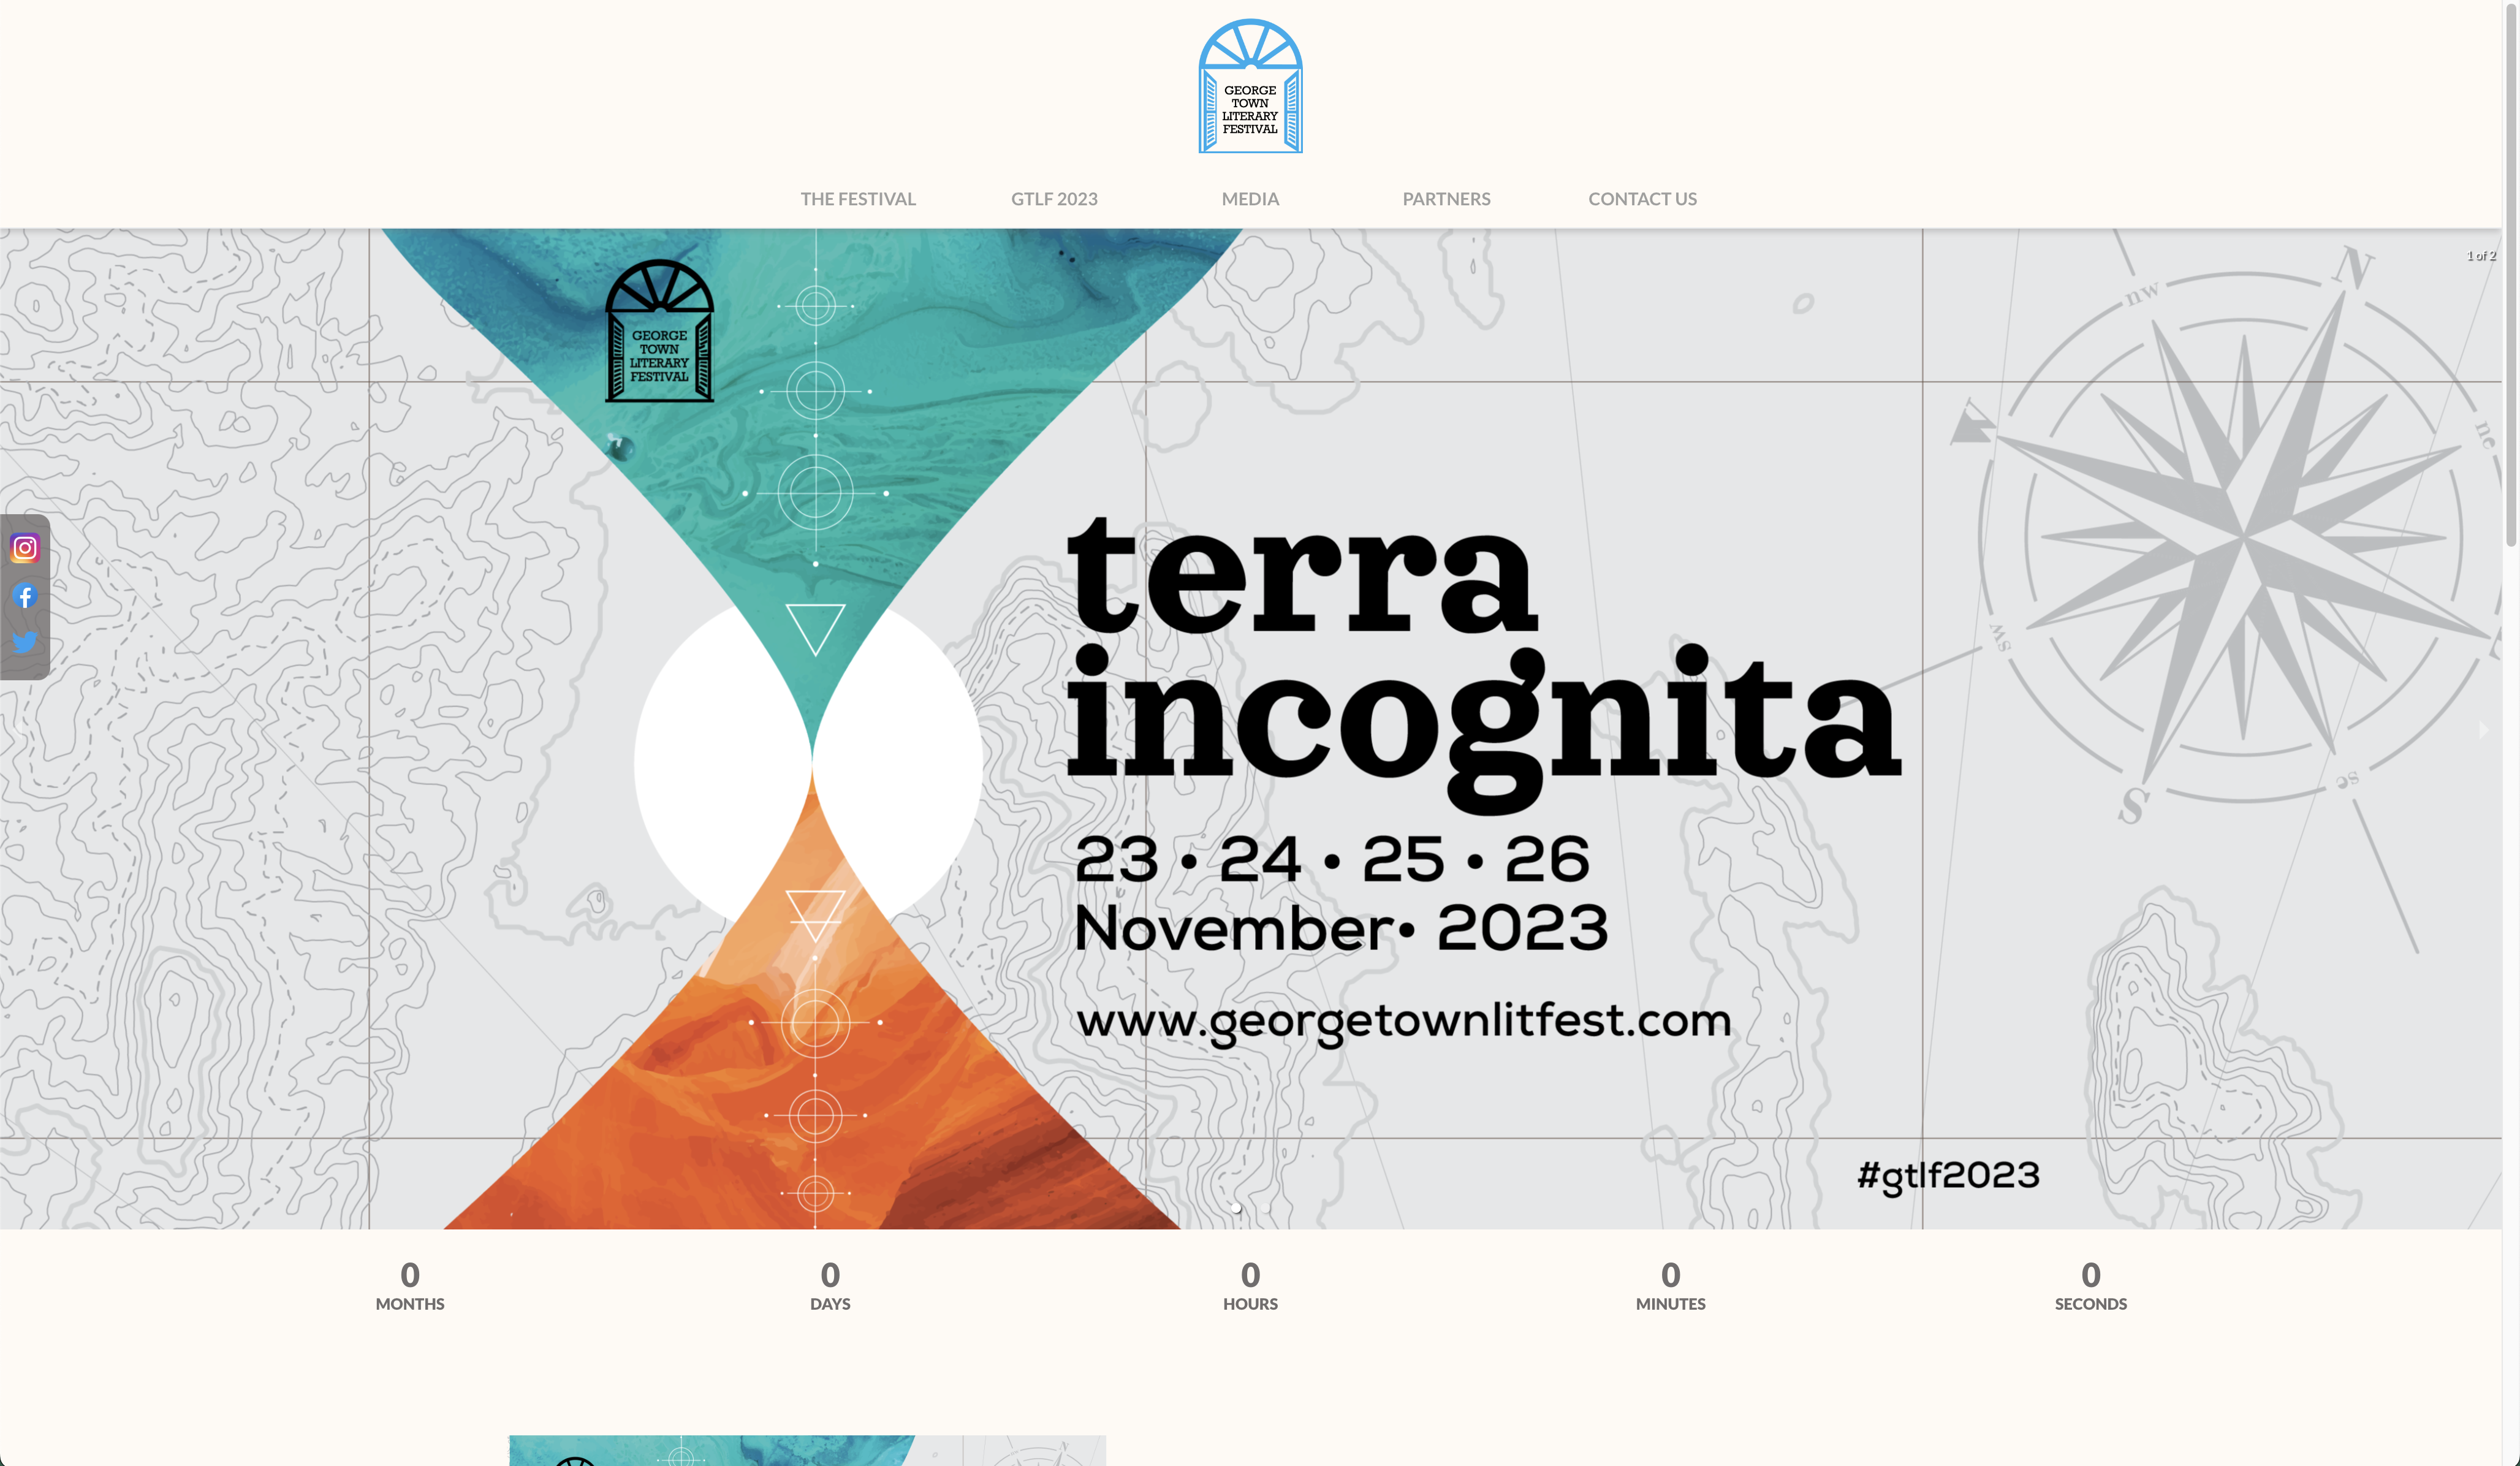 GEORGE
TOWN
LITERARY
FESTIVAL
THE FESTIVAL
GTLF 2023
MEDIA
PARTNERS
CONTACT US
1 of 2
GEORGE
TOWN
LITERARY
FESTIVAL
N
nw
ne
sw
se
S
terra
incognita
23 • 24 • 25 • 26
November• 2023
www.georgetownlitfest.com
#gtlf2023
0
MONTHS
0
DAYS
0
HOURS
0
MINUTES
0
SECONDS